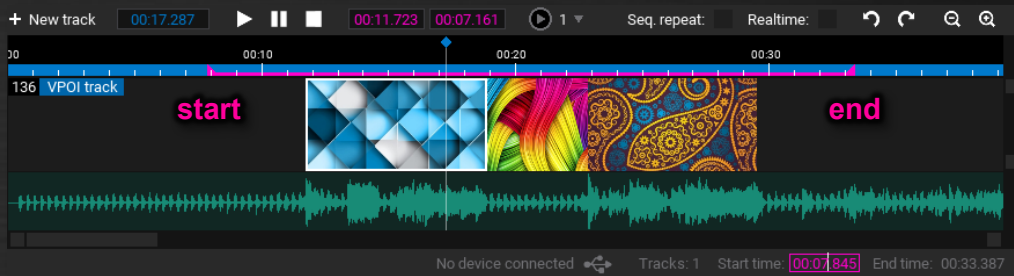 + New track 00:17.287 00:11.723 00:07.161 1 Seq. repeat: Realtime:
00 00:10 00:20 00:30
136 VPOI track
start end
No device connected Tracks: 1 Start time: 00:07.845 End time: 00:33.387